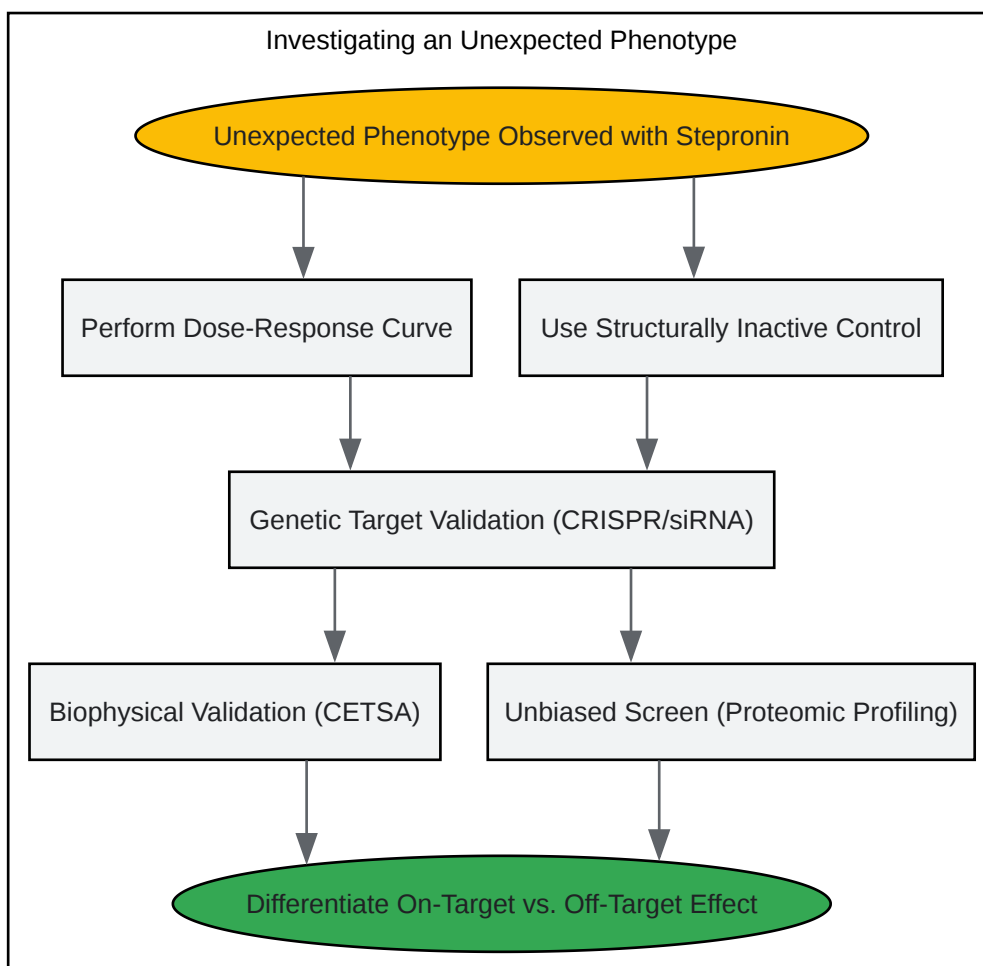 Investigating an Unexpected Phenotype
Unexpected Phenotype Observed with Stepronin
Perform Dose-Response Curve
Use Structurally Inactive Control
Genetic Target Validation (CRISPR/siRNA)
Biophysical Validation (CETSA)
Unbiased Screen (Proteomic Profiling)
Differentiate On-Target vs. Off-Target Effect